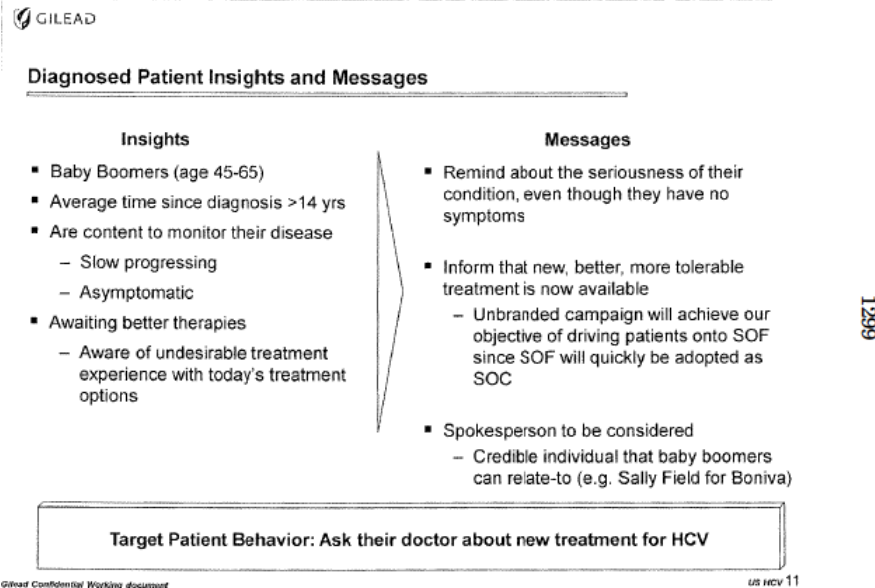 GILEAD
Diagnosed Patient Insights and Messages
Insights
▪ Baby Boomers (age 45-65)
▪ Average time since diagnosis >14 yrs
▪ Are content to monitor their disease
– Slow progressing
– Asymptomatic
▪ Awaiting better therapies
– Aware of undesirable treatment
experience with today's treatment
options
Messages
▪ Remind about the seriousness of their
condition, even though they have no
symptoms
▪ Inform that new, better, more tolerable
treatment is now available
– Unbranded campaign will achieve our
objective of driving patients onto SOF
since SOF will quickly be adopted as
SOC
▪ Spokesperson to be considered
– Credible individual that baby boomers
can relate-to (e.g. Sally Field for Boniva)
Target Patient Behavior: Ask their doctor about new treatment for HCV
Gilead Confidential Working document
US HCV 11
1299